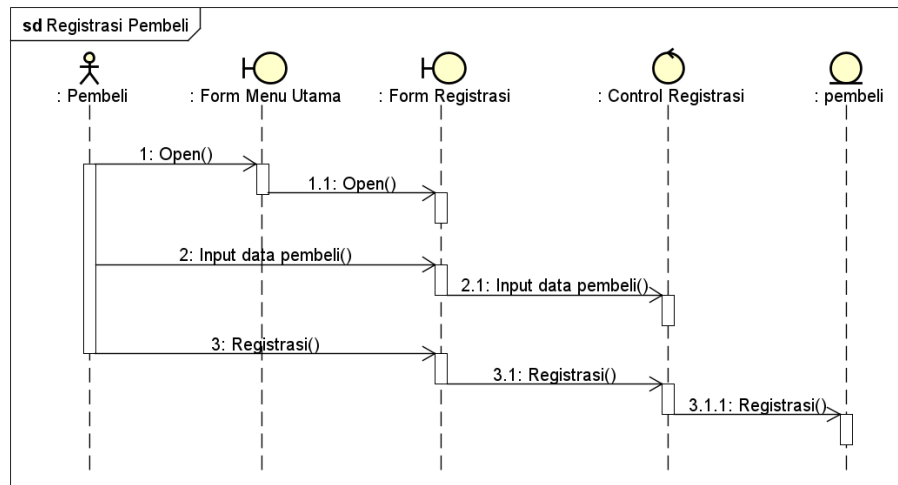 sd Registrasi Pembeli
: Pembeli
: Form Menu Utama
: Form Registrasi
: Control Registrasi
: pembeli
1: Open()
1.1: Open()
2: Input data pembeli()
2.1: Input data pembeli()
3: Registrasi()
3.1: Registrasi()
3.1.1: Registrasi()